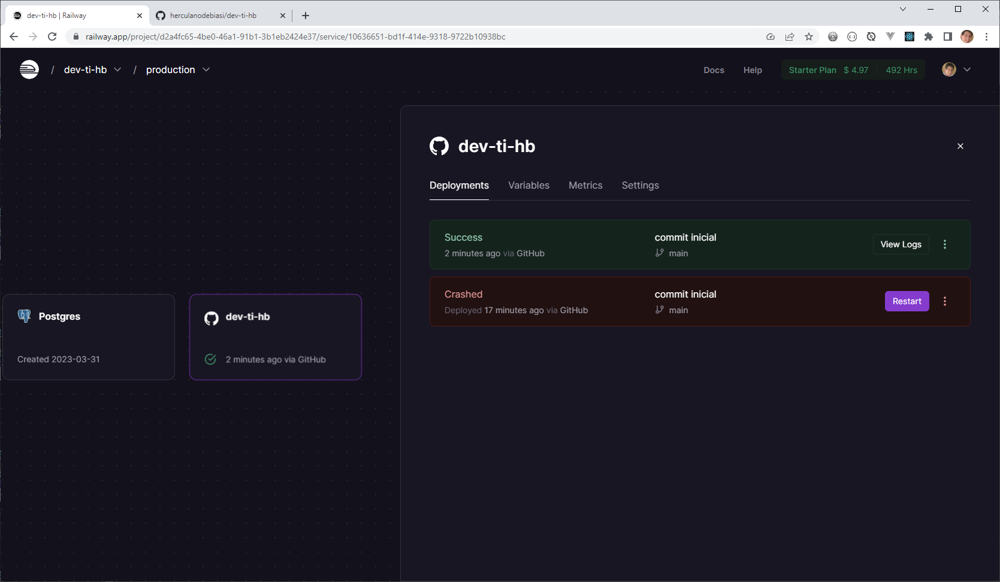 dev-ti-hb | Railway
herculanodebiasi/dev-ti-hb
railway.app/project/d2a4fc65-4be0-46a1-91b1-3b1eb2424e37/service/10636651-bd1f-414e-9318-9722b10938bc
/ dev-ti-hb / production
Docs Help Starter Plan $ 4.97 492 Hrs
dev-ti-hb
Deployments Variables Metrics Settings
Success commit inicial View Logs
2 minutes ago via GitHub main
Crashed commit inicial Restart
Deployed 17 minutes ago via GitHub main
Postgres
Created 2023-03-31
dev-ti-hb
2 minutes ago via GitHub